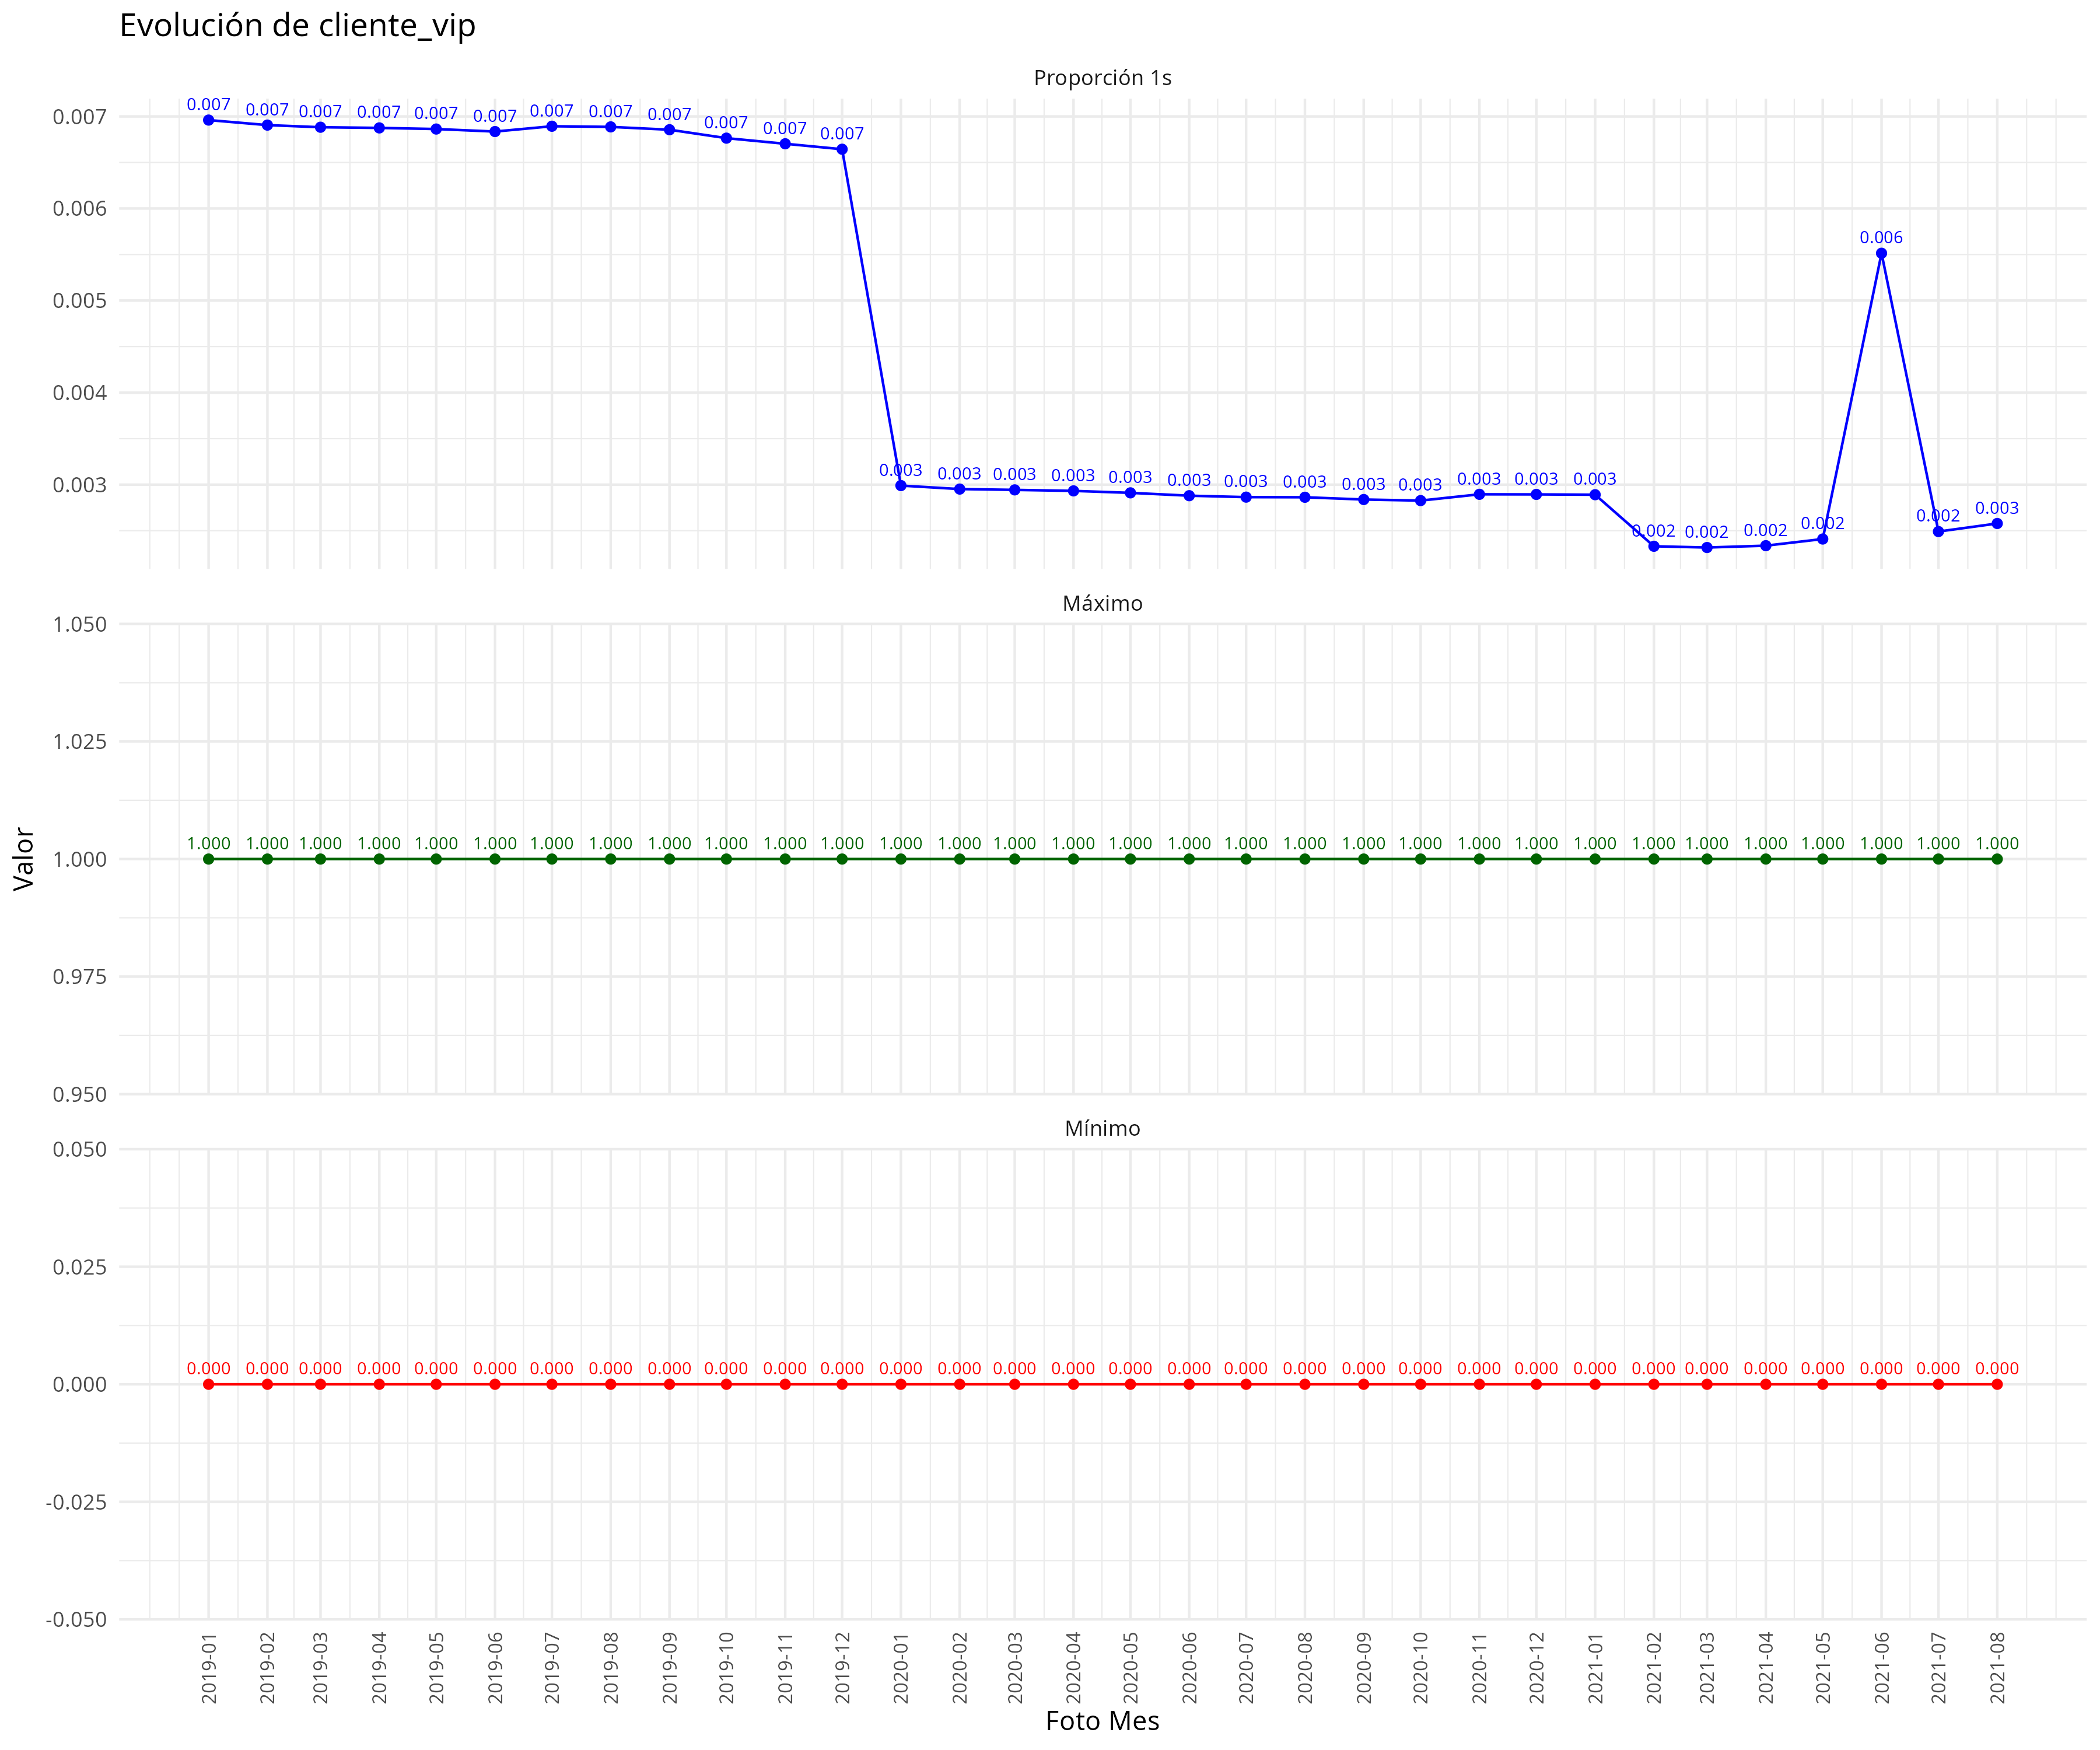 Evolución de cliente_vip
Proporción 1s
0.007
0.006
0.005
0.004
0.003
0.007 0.007 0.007 0.007 0.007 0.007 0.007 0.007 0.007 0.007 0.007 0.007 0.003 0.003 0.003 0.003 0.003 0.003 0.003 0.003 0.003 0.003 0.003 0.003 0.003 0.002 0.002 0.002 0.002 0.006 0.002 0.003
Máximo
Valor
1.050
1.025
1.000
0.975
0.950
1.000 1.000 1.000 1.000 1.000 1.000 1.000 1.000 1.000 1.000 1.000 1.000 1.000 1.000 1.000 1.000 1.000 1.000 1.000 1.000 1.000 1.000 1.000 1.000 1.000 1.000 1.000 1.000 1.000 1.000 1.000 1.000
Mínimo
0.050
0.025
0.000
-0.025
-0.050
0.000 0.000 0.000 0.000 0.000 0.000 0.000 0.000 0.000 0.000 0.000 0.000 0.000 0.000 0.000 0.000 0.000 0.000 0.000 0.000 0.000 0.000 0.000 0.000 0.000 0.000 0.000 0.000 0.000 0.000 0.000 0.000
2019-01 2019-02 2019-03 2019-04 2019-05 2019-06 2019-07 2019-08 2019-09 2019-10 2019-11 2019-12 2020-01 2020-02 2020-03 2020-04 2020-05 2020-06 2020-07 2020-08 2020-09 2020-10 2020-11 2020-12 2021-01 2021-02 2021-03 2021-04 2021-05 2021-06 2021-07 2021-08
Foto Mes